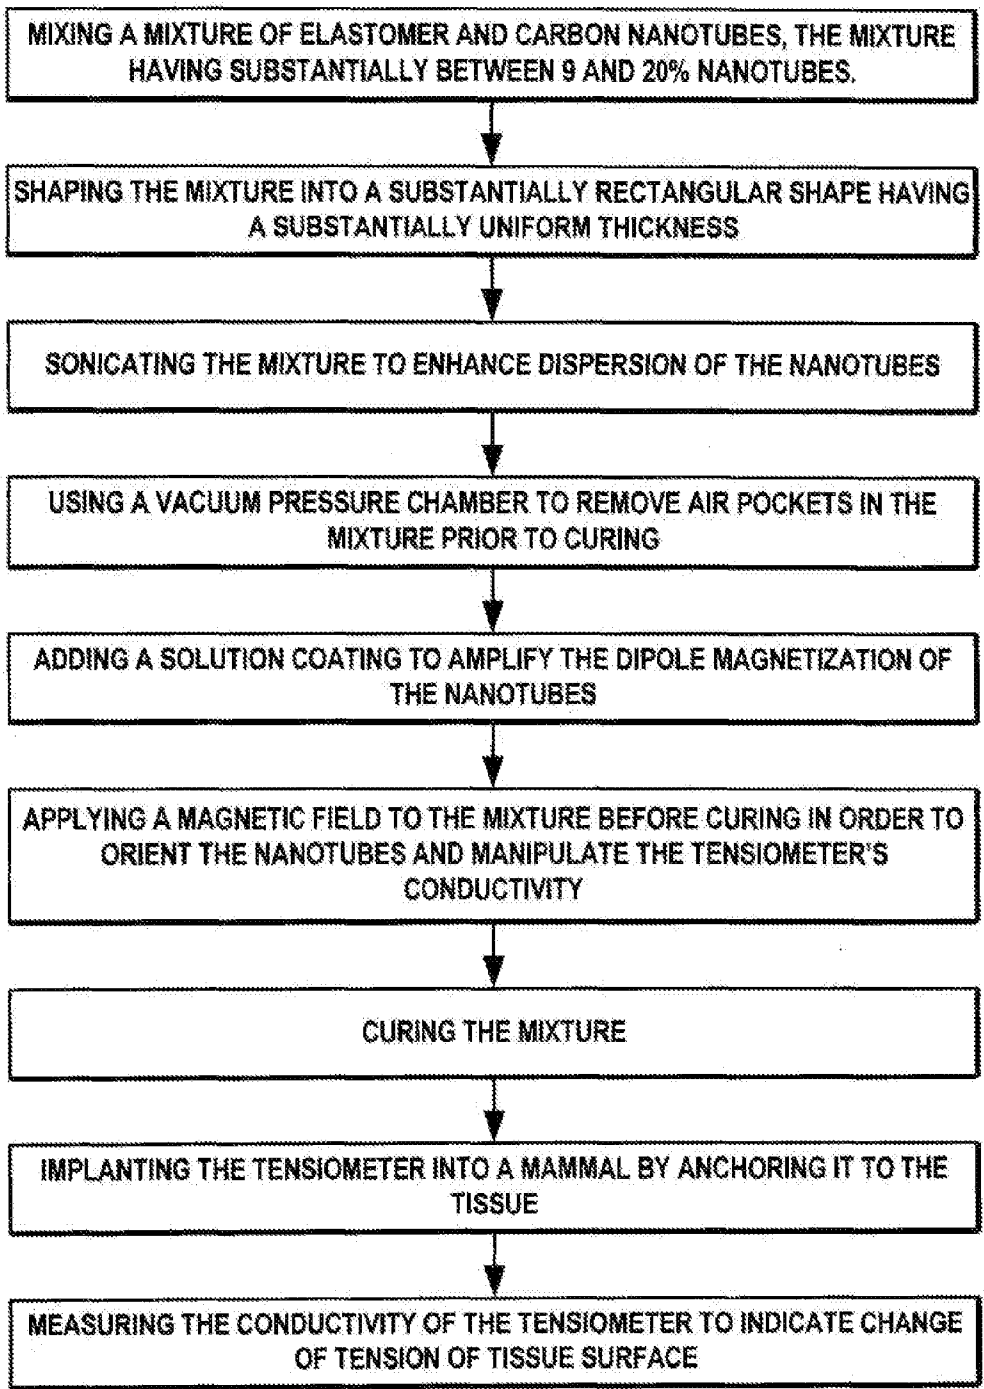 MIXING A MIXTURE OF ELASTOMER AND CARBON NANOTUBES, THE MIXTURE
HAVING SUBSTANTIALLY BETWEEN 9 AND 20% NANOTUBES.
SHAPING THE MIXTURE INTO A SUBSTANTIALLY RECTANGULAR SHAPE HAVING
A SUBSTANTIALLY UNIFORM THICKNESS
SONICATING THE MIXTURE TO ENHANCE DISPERSION OF THE NANOTUBES
USING A VACUUM PRESSURE CHAMBER TO REMOVE AIR POCKETS IN THE
MIXTURE PRIOR TO CURING
ADDING A SOLUTION COATING TO AMPLIFY THE DIPOLE MAGNETIZATION OF
THE NANOTUBES
APPLYING A MAGNETIC FIELD TO THE MIXTURE BEFORE CURING IN ORDER TO
ORIENT THE NANOTUBES AND MANIPULATE THE TENSIOMETER'S
CONDUCTIVITY
CURING THE MIXTURE
IMPLANTING THE TENSIOMETER INTO A MAMMAL BY ANCHORING IT TO THE
TISSUE
MEASURING THE CONDUCTIVITY OF THE TENSIOMETER TO INDICATE CHANGE
OF TENSION OF TISSUE SURFACE